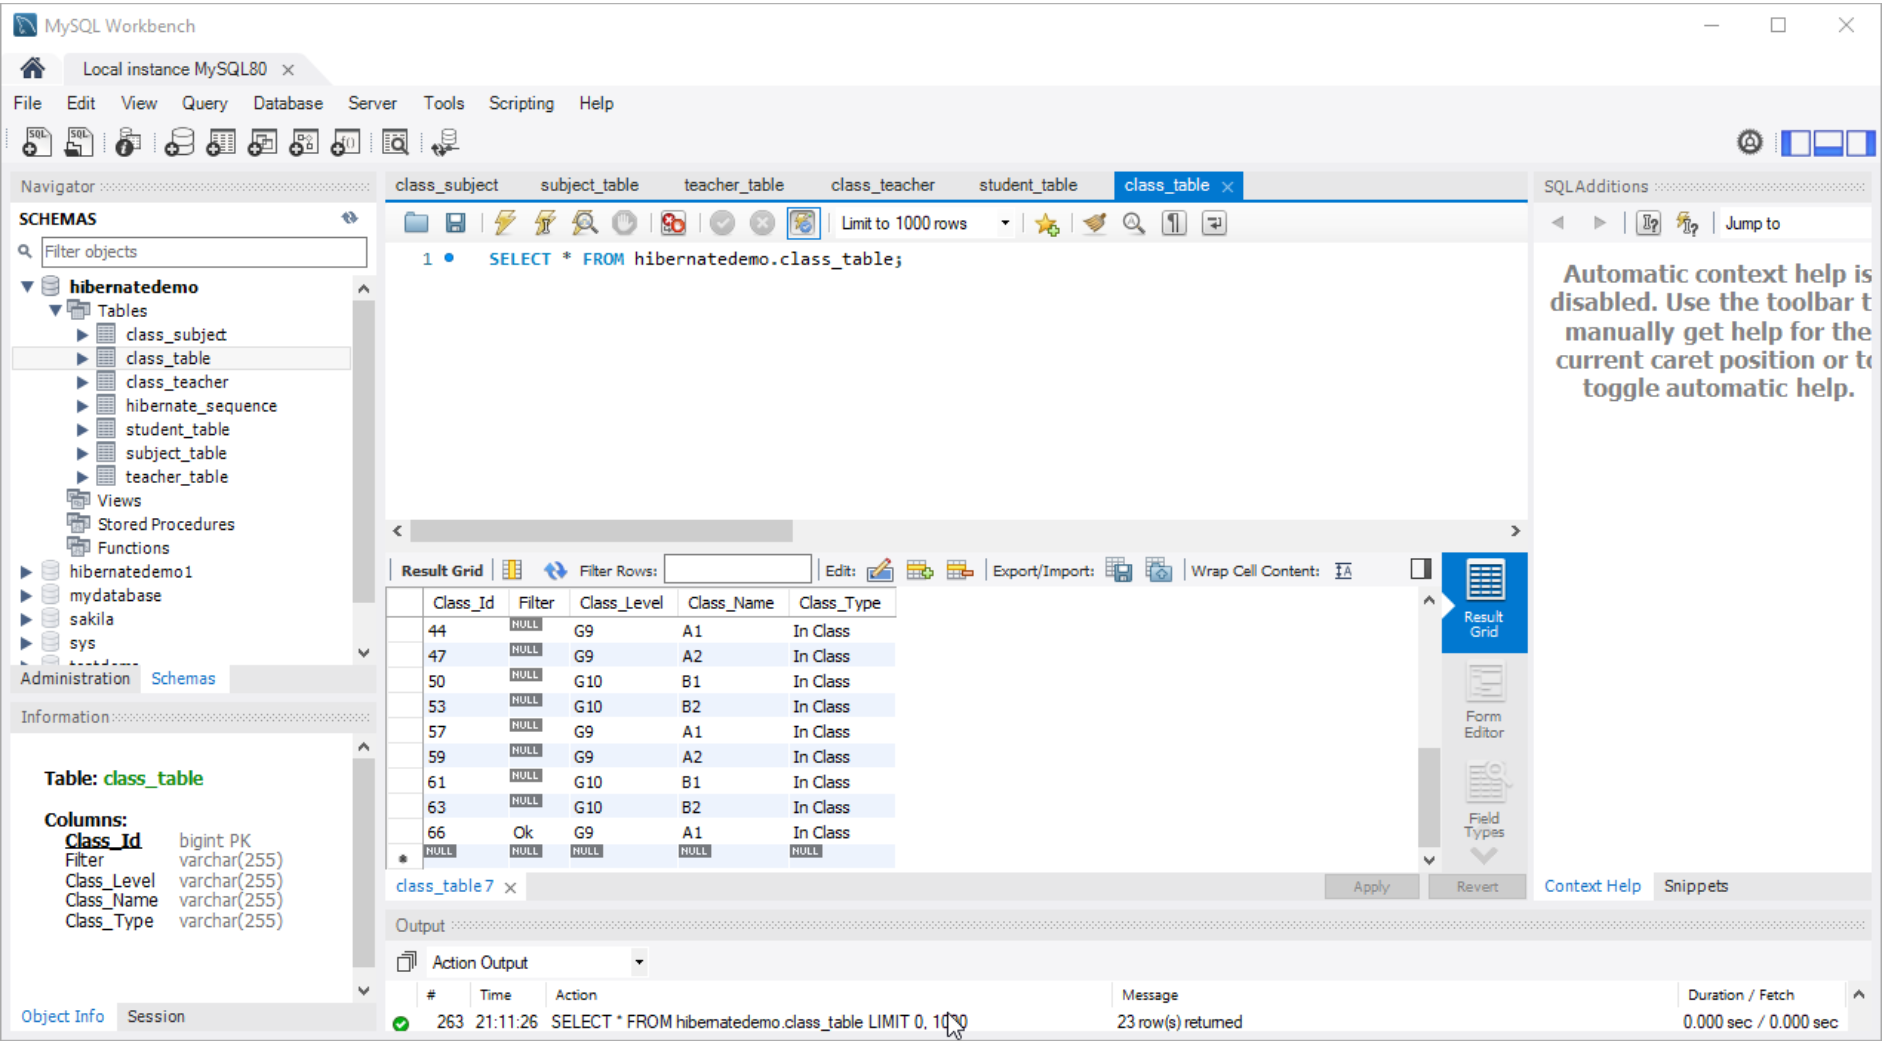 MySQL Workbench
Local instance MySQL80
File Edit View Query Database Server Tools Scripting Help
Navigator
SCHEMAS
Filter objects
hibernatedemo
Tables
class_subject
class_table
class_teacher
hibernate_sequence
student_table
subject_table
teacher_table
Views
Stored Procedures
Functions
hibernatedemo1
mydatabase
sakila
sys
Administration Schemas
Information
Table: class_table
Columns:
Class_Id bigint PK
Filter varchar(255)
Class_Level varchar(255)
Class_Name varchar(255)
Class_Type varchar(255)
Object Info Session
class_subject subject_table teacher_table class_teacher student_table class_table
Limit to 1000 rows
1 SELECT * FROM hibernatedemo.class_table;
Result Grid Filter Rows: Edit: Export/Import: Wrap Cell Content:
Class_Id Filter Class_Level Class_Name Class_Type
44 NULL G9 A1 In Class
47 NULL G9 A2 In Class
50 NULL G10 B1 In Class
53 NULL G10 B2 In Class
57 NULL G9 A1 In Class
59 NULL G9 A2 In Class
61 NULL G10 B1 In Class
63 NULL G10 B2 In Class
66 Ok G9 A1 In Class
NULL NULL NULL NULL NULL
Result
Grid
Form
Editor
Field
Types
class_table 7
Apply Revert
SQLAdditions
Jump to
Automatic context help is
disabled. Use the toolbar t
manually get help for the
current caret position or to
toggle automatic help.
Context Help Snippets
Output
Action Output
# Time Action Message Duration / Fetch
263 21:11:26 SELECT * FROM hibernatedemo.class_table LIMIT 0, 1000 23 row(s) returned 0.000 sec / 0.000 sec